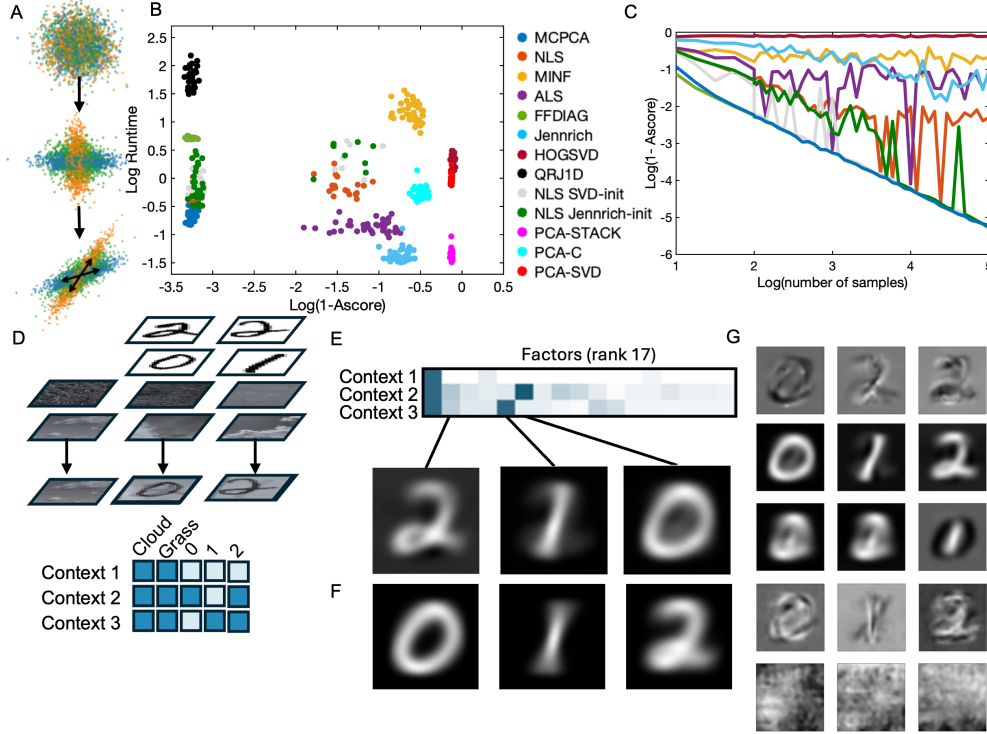 A
B
Log Runtime
2.5
2
1.5
1
0.5
0
-0.5
-1
-1.5
-3.5
-3
-2.5
-2
-1.5
-1
-0.5
0
0.5
Log(1-Ascore)
MCPCA
NLS
MINF
ALS
FFDIAG
Jennrich
HOGSVD
QRJ1D
NLS SVD-init
NLS Jennrich-init
PCA-STACK
PCA-C
PCA-SVD
C
Log(1- Ascore)
0
-1
-2
-3
-4
-5
-6
1
2
3
4
5
Log(number of samples)
D
Cloud
Grass
0
1
2
Context 1
Context 2
Context 3
E
Factors (rank 17)
Context 1
Context 2
Context 3
F
G